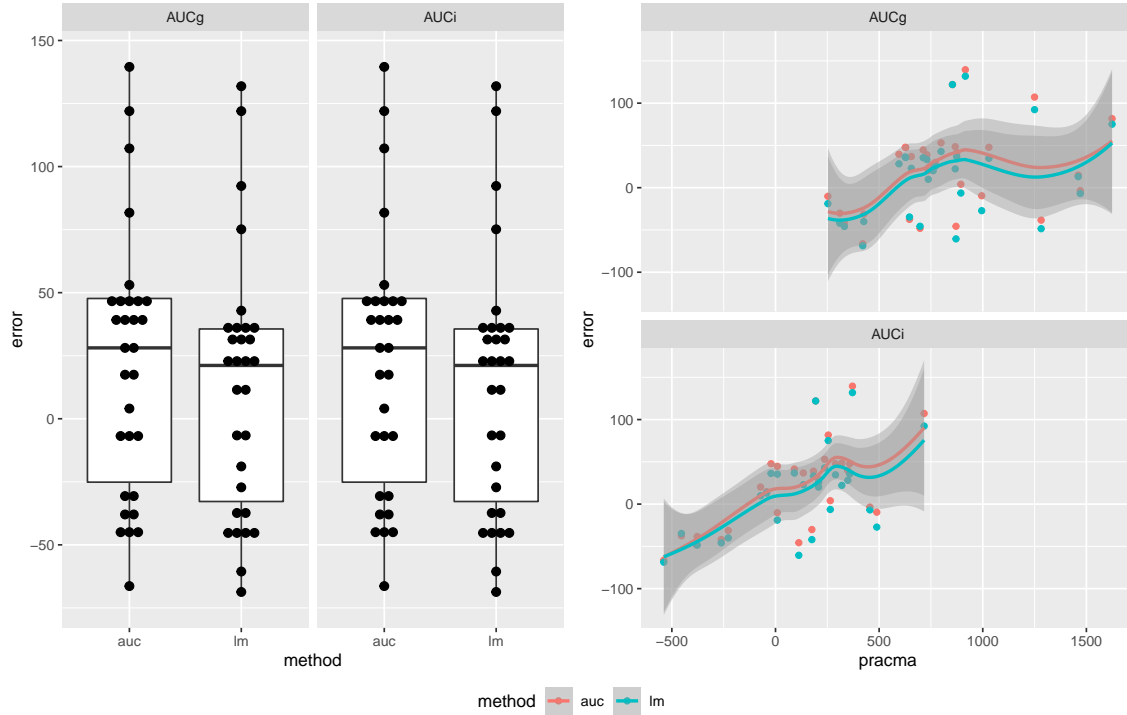 AUCg AUCi
150
100
50
0
−50
error
auc lm auc lm
method
AUCg
100
0
−100
error
AUCi
100
0
−100
−500 0 500 1000 1500
pracma
method auc lm